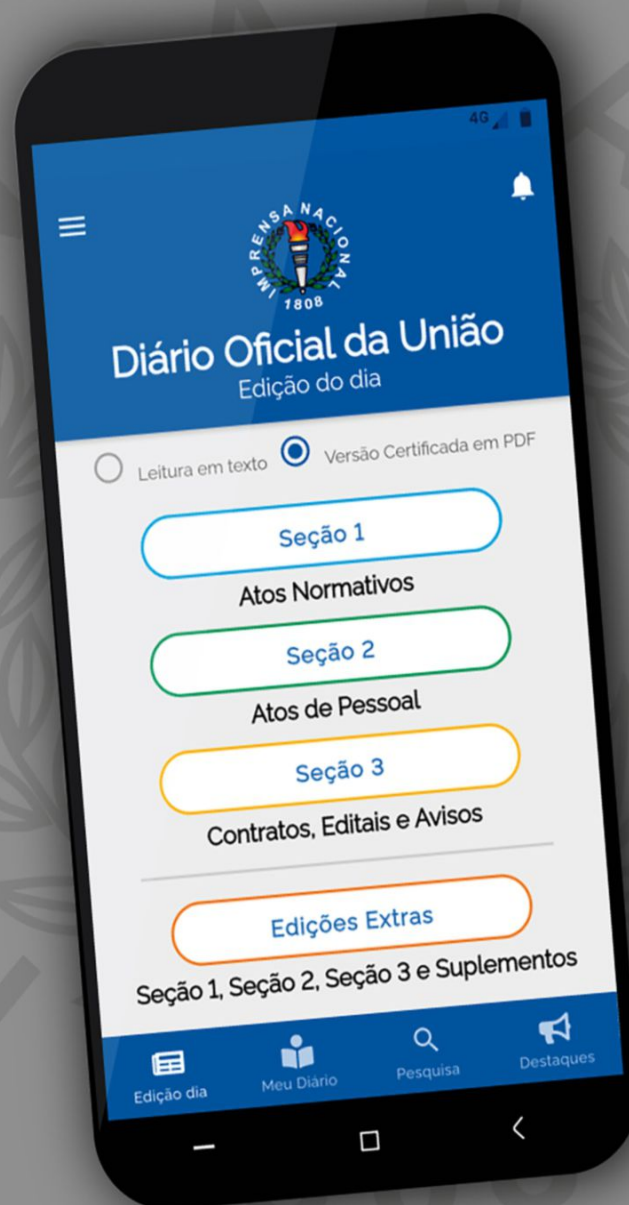 4G
IMPRENSA NACIONAL
1808
Diário Oficial da União
Edição do dia
Leitura em texto Versão Certificada em PDF
Seção 1
Atos Normativos
Seção 2
Atos de Pessoal
Seção 3
Contratos, Editais e Avisos
Edições Extras
Seção 1, Seção 2, Seção 3 e Suplementos
Edição dia Meu Diário Pesquisa Destaques